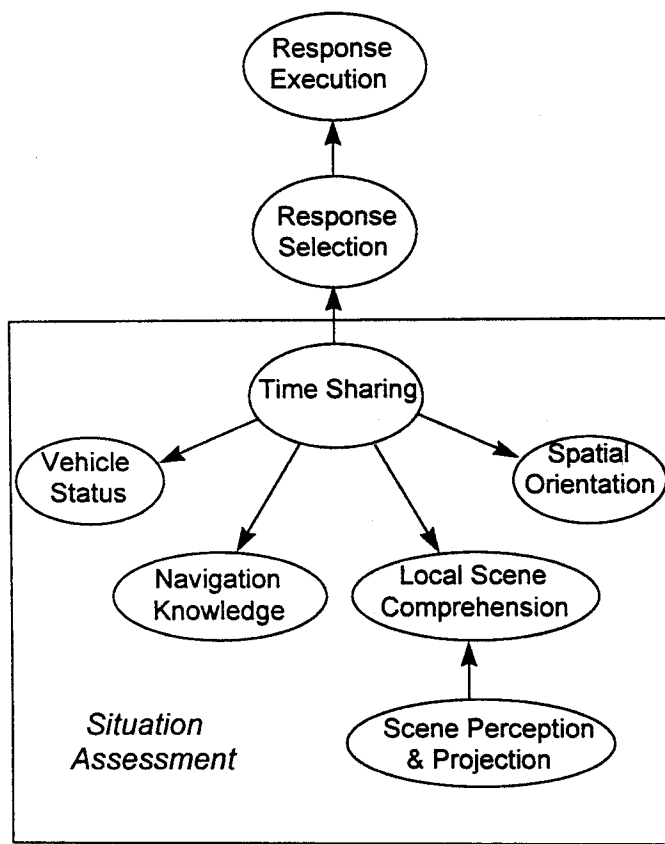 Response
Execution
Response
Selection
Time Sharing
Vehicle
Status
Spatial
Orientation
Navigation
Knowledge
Local Scene
Comprehension
Scene Perception
& Projection
Situation
Assessment